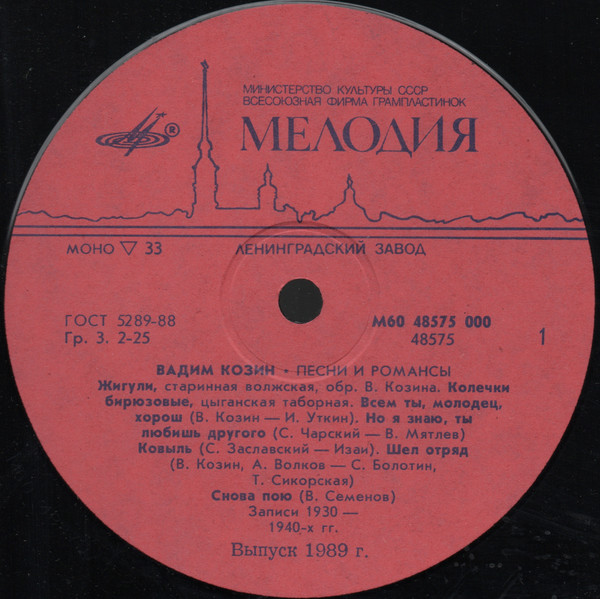 МИНИСТЕРСТВО КУЛЬТУРЫ СССР
ВСЕСОЮЗНАЯ ФИРМА ГРАМПЛАСТИНОК
МЕЛОДИЯ
®
МОНО ▽ 33 ЛЕНИНГРАДСКИЙ ЗАВОД
ГОСТ 5289-88 М60 48575 000
Гр. 3. 2-25 48575 1
ВАДИМ КОЗИН • ПЕСНИ И РОМАНСЫ
Жигули, старинная волжская, обр. В. Козина. Колечки
бирюзовые, цыганская таборная. Всем ты, молодец,
хорош (В. Козин — И. Уткин). Но я знаю, ты
любишь другого (С. Чарский — В. Мятлев)
Ковыль (С. Заславский — Изаи). Шел отряд
(В. Козин, А. Волков — С. Болотин,
Т. Сикорская)
Снова пою (В. Семенов)
Записи 1930 —
1940-х гг.
Выпуск 1989 г.